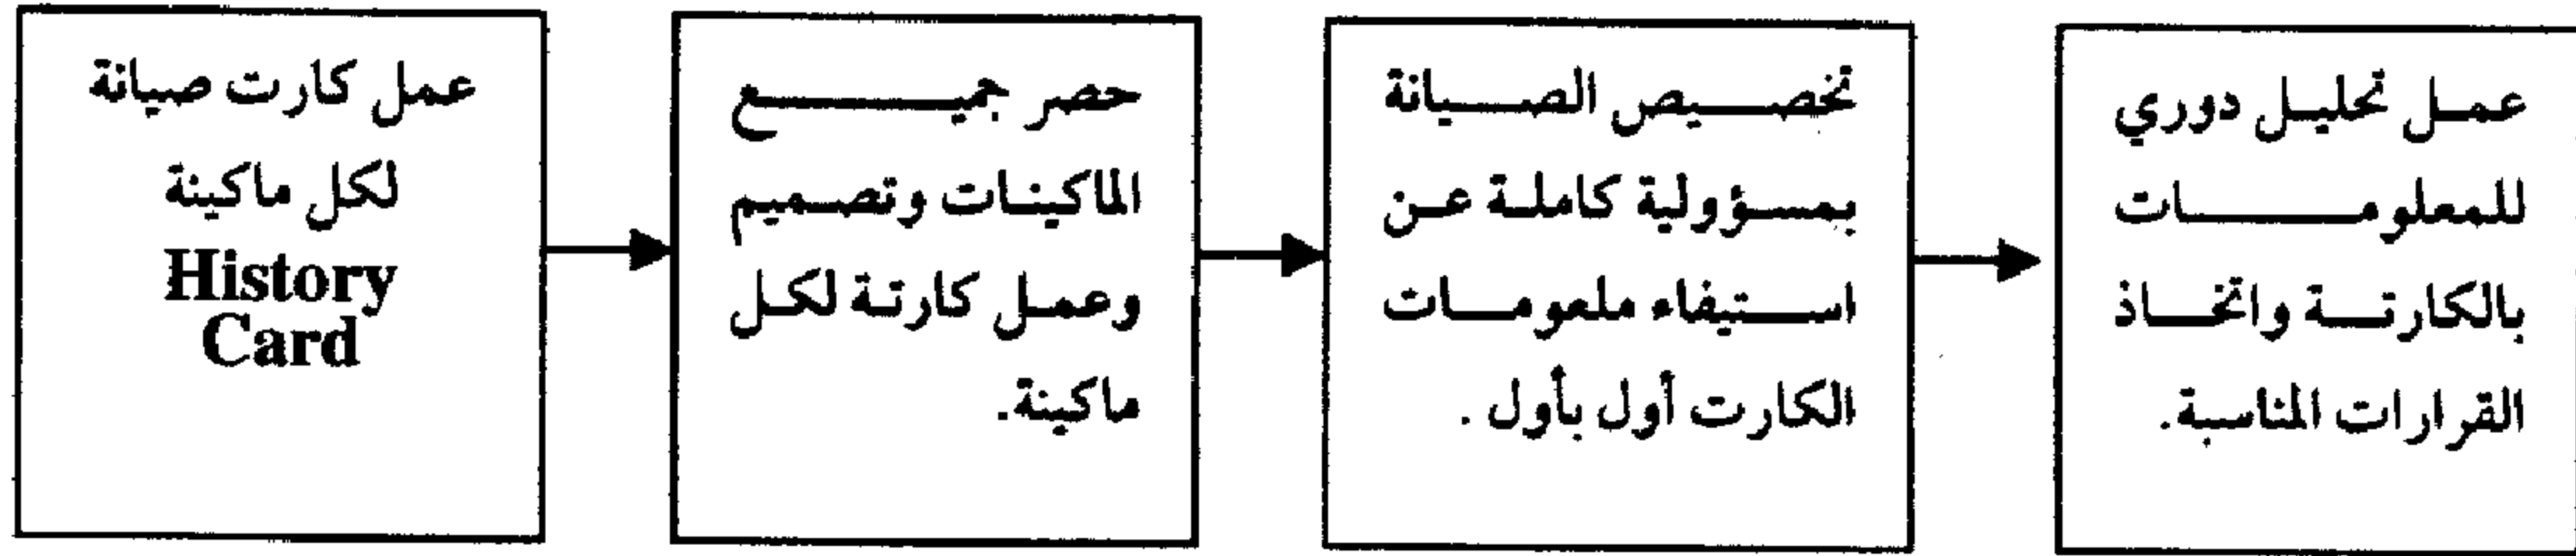 عمل كارت صيانة
لكل ماكينة
History
Card
حصر جميع
الماكينات وتصميم
وعمل كارتة لكل
ماكينة.
تخصيص الصيانة
بمسؤولية كاملة عن
استيفاء ملعومات
الكارت أول بأول .
عمل تحليل دوري
للمعلومات
بالكارتة واتخاذ
القرارات المناسبة.